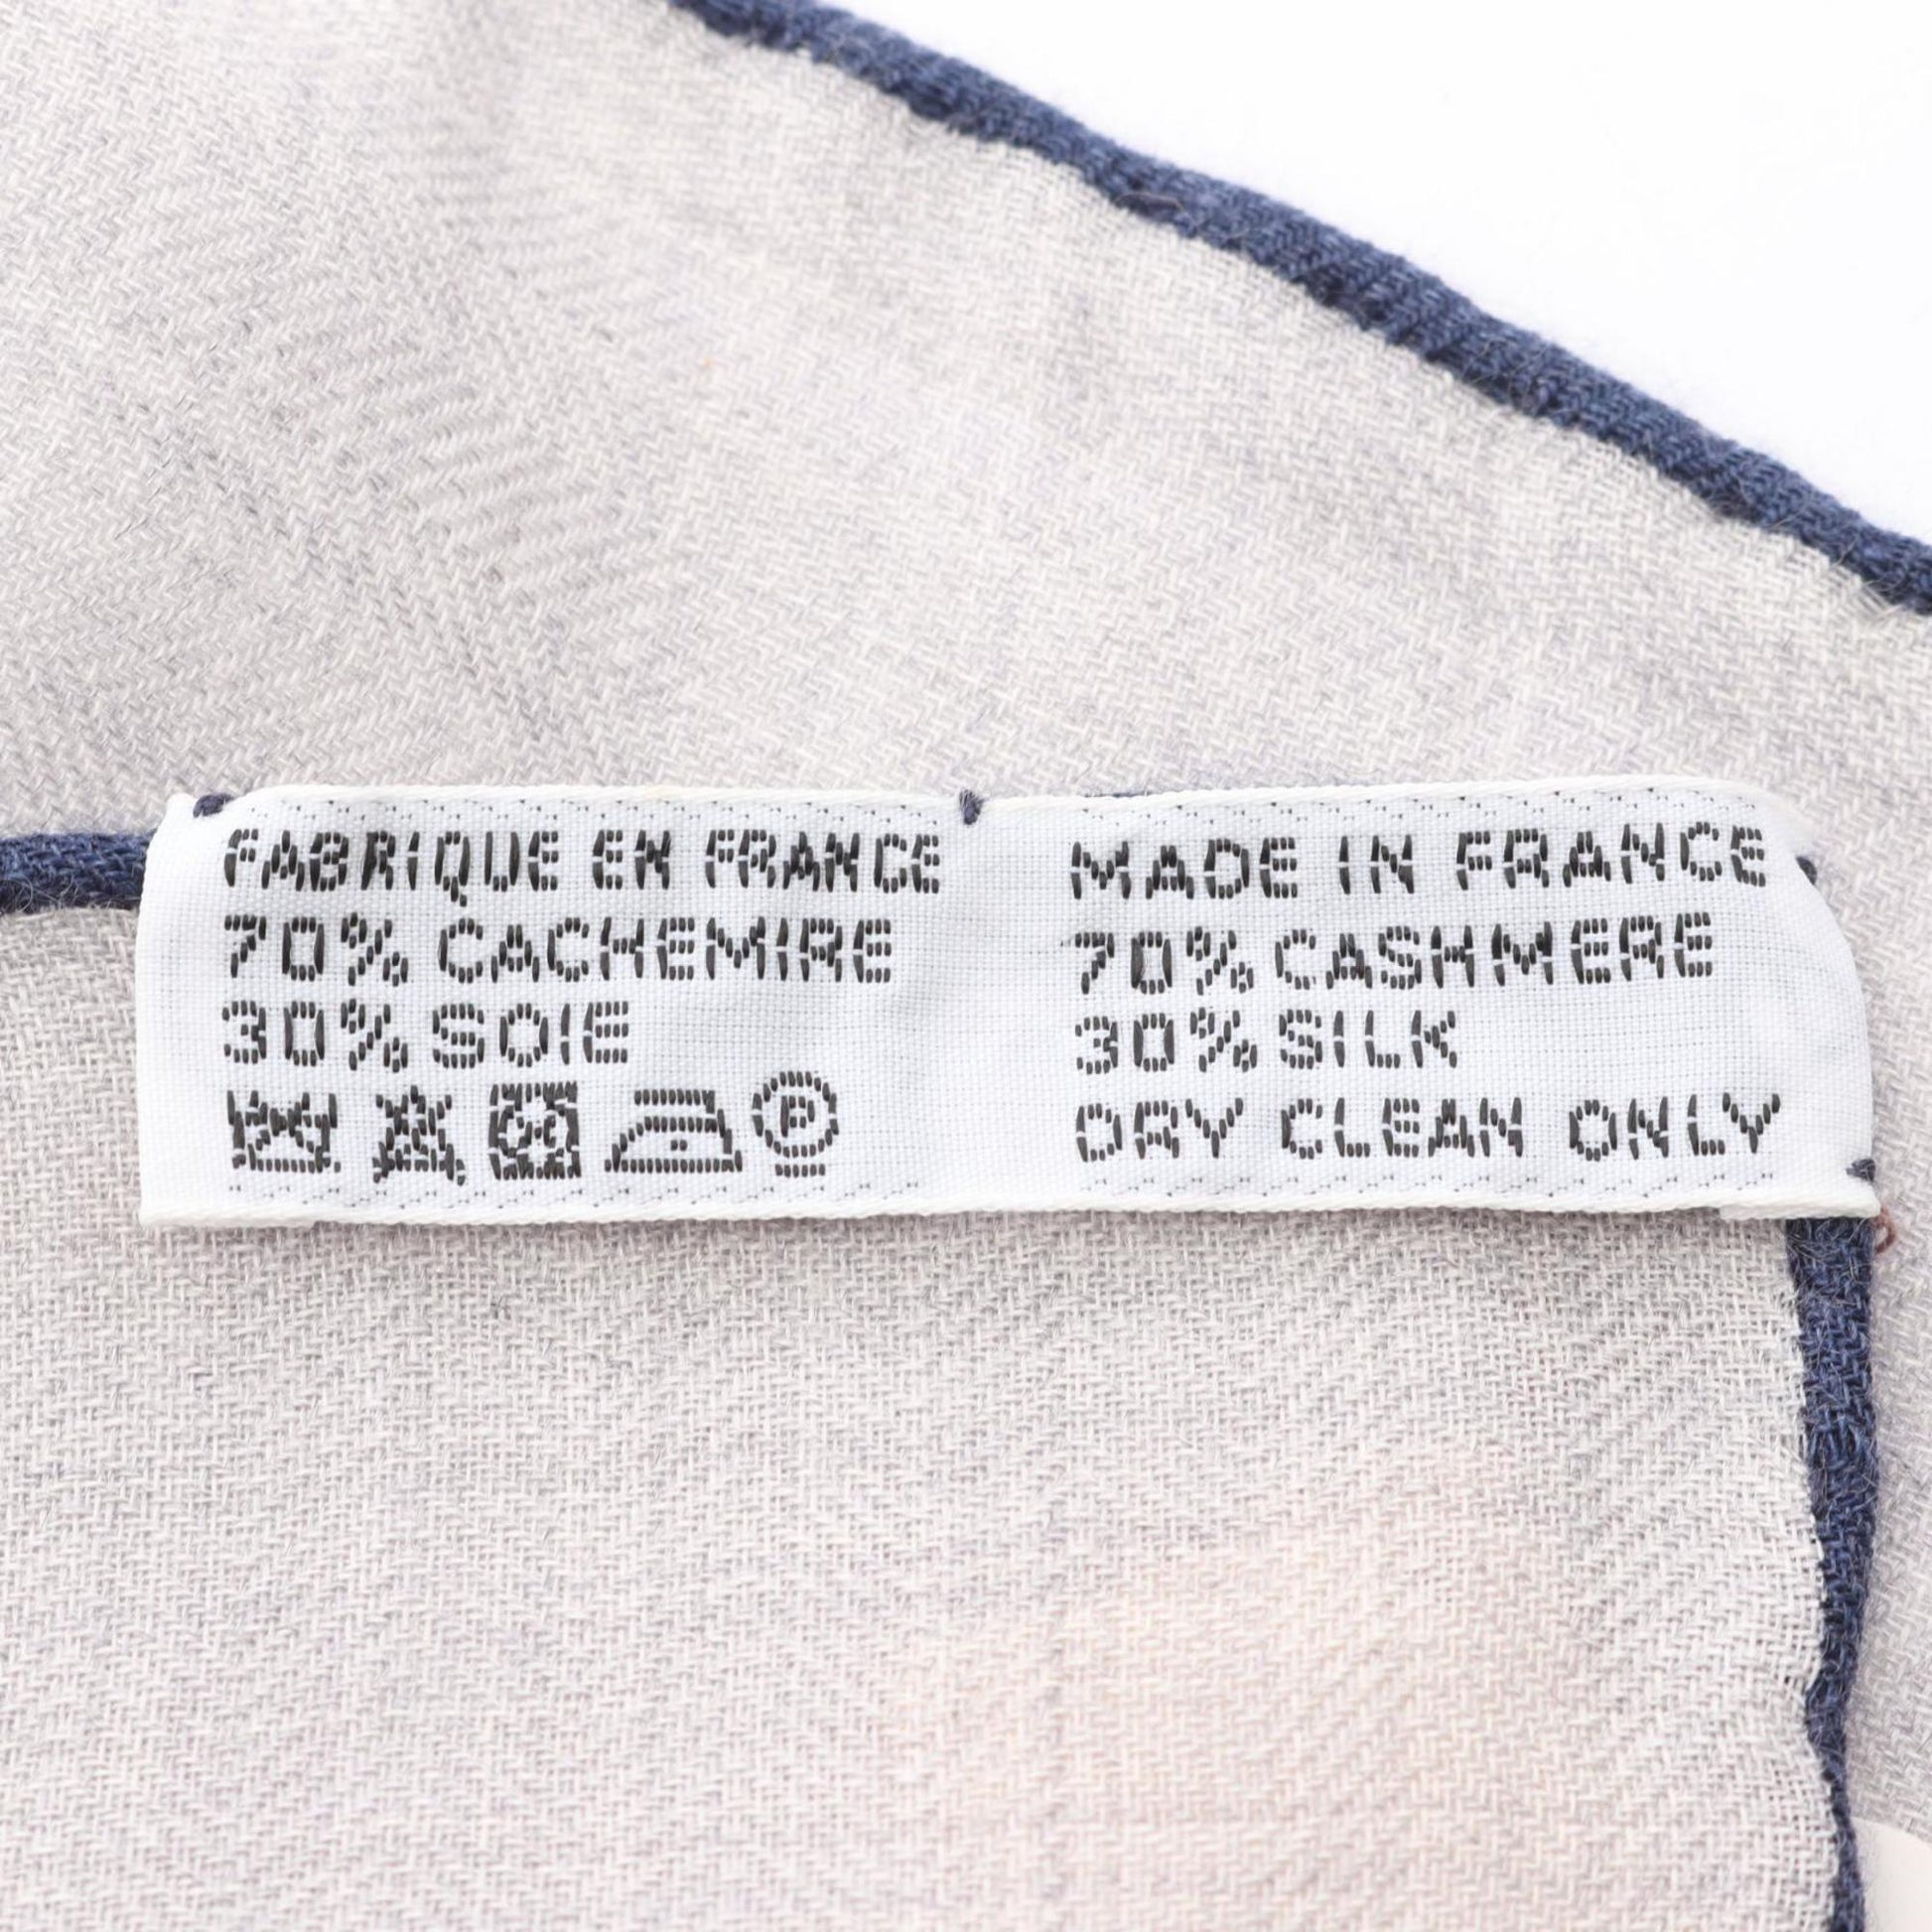 FABRIQUE EN FRANCE
70% CACHEMIRE
30% SOIE
P
MADE IN FRANCE
70% CASHMERE
30% SILK
DRY CLEAN ONLY